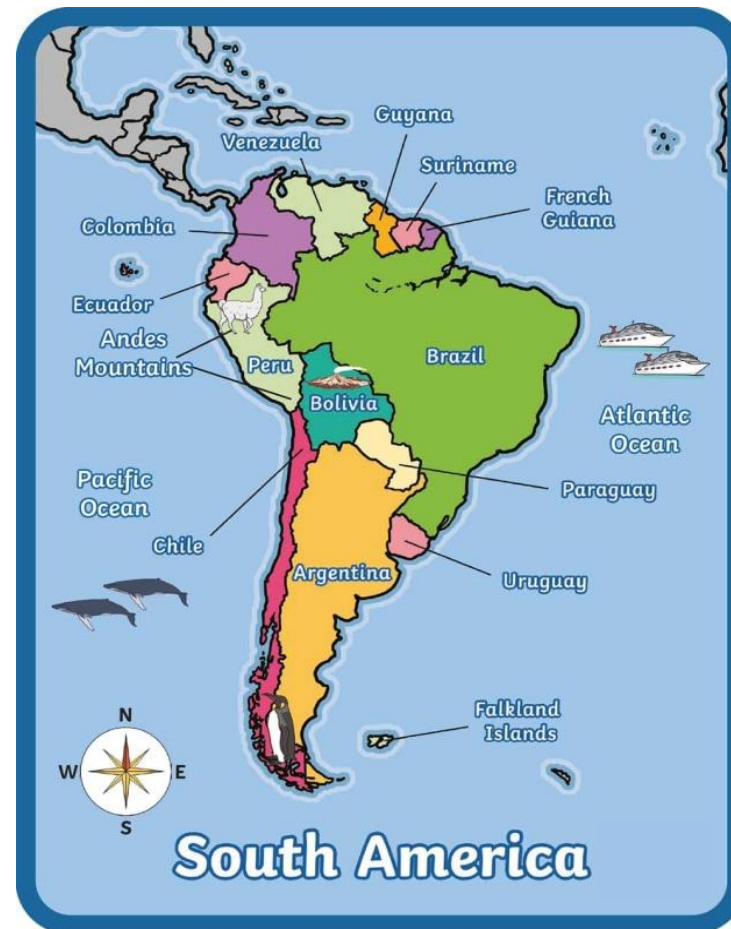 Guyana
Venezuela
Suriname
French
Guiana
Colombia
Ecuador
Andes
Mountains
Peru
Brazil
Bolivia
Atlantic
Ocean
Pacific
Ocean
Paraguay
Chile
Argentina
Uruguay
Falkland
Islands
N
W
E
S
South America